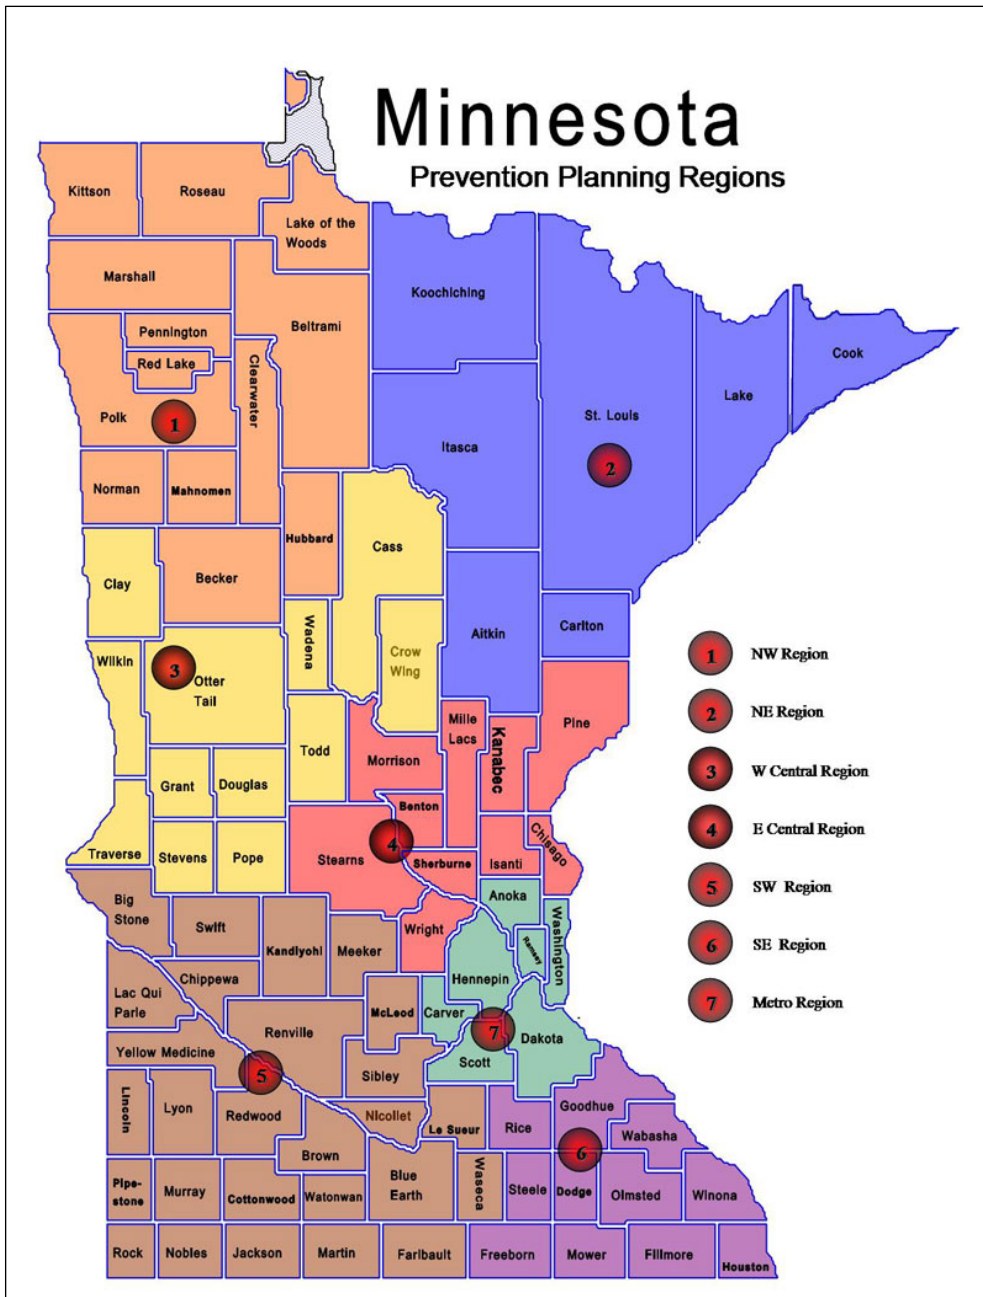 Minnesota
Prevention Planning Regions
Kittson
Roseau
Lake of the
Woods
Marshall
Koochiching
Beltrami
Pennington
Red Lake
Clearwater
Cook
Lake
Polk
1
St. Louis
Itasca
2
Norman
Mahnomen
Hubbard
Cass
Clay
Becker
Wadena
Aitkin
Carlton
Crow
Wing
Wilkin
3
Otter
Tail
Mille
Lacs
Kanabec
Pine
Todd
Morrison
Grant
Douglas
Benton
Chisago
Traverse
Stevens
Pope
Stearns
4
Sherburne
Isanti
Big
Stone
Swift
Kandiyohi
Meeker
Wright
Anoka
Washington
Ramsey
Hennepin
Chippewa
Lac Qui
Parle
Renville
McLeod
Carver
7
Dakota
Scott
Yellow Medicine
5
Sibley
Lincoln
Lyon
Redwood
Nicollet
Le Sueur
Rice
Goodhue
Wabasha
6
Brown
Pipe-
stone
Murray
Cottonwood
Watonwan
Blue
Earth
Waseca
Steele
Dodge
Olmsted
Winona
Rock
Nobles
Jackson
Martin
Faribault
Freeborn
Mower
Fillmore
Houston
1 NW Region
2 NE Region
3 W Central Region
4 E Central Region
5 SW Region
6 SE Region
7 Metro Region